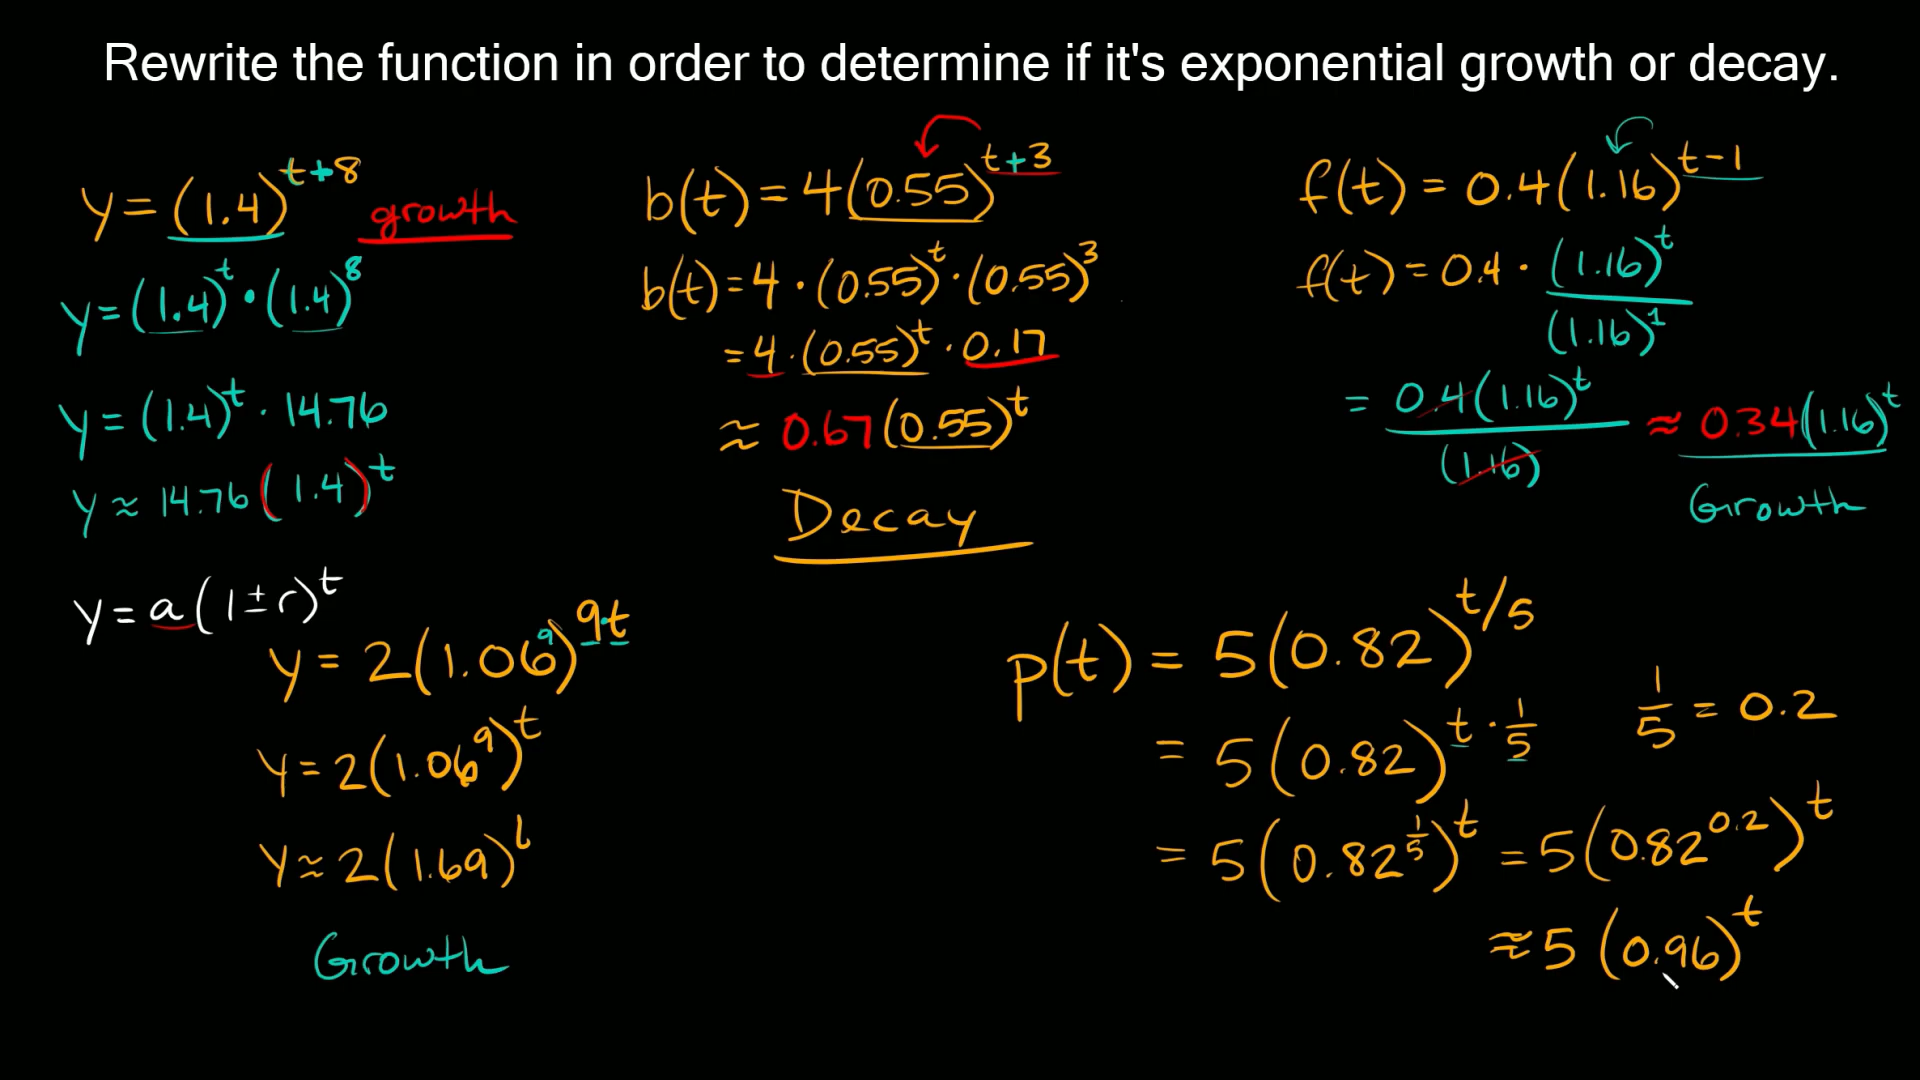 Rewrite the function in order to determine if it's exponential growth or decay.
y = (1.4)^(t+8) growth
y = (1.4)^t · (1.4)^8
y = (1.4)^t · 14.76
y ≈ 14.76(1.4)^t
y = a(1 ± r)^t
b(t) = 4(0.55)^(t+3)
b(t) = 4 · (0.55)^t · (0.55)^3
= 4 · (0.55)^t · 0.17
≈ 0.67(0.55)^t
Decay
f(t) = 0.4(1.16)^(t-1)
f(t) = 0.4 · (1.16)^t / (1.16)^1
= 0.4(1.16)^t / (1.16) ≈ 0.34(1.16)^t
Growth
y = 2(1.06^9)^(9·t)
y = 2(1.06^9)^t
y ≈ 2(1.69)^t
Growth
p(t) = 5(0.82)^(t/5)
= 5(0.82)^(t · 1/5)
1/5 = 0.2
= 5(0.82^(1/5))^t = 5(0.82^0.2)^t
≈ 5(0.96)^t